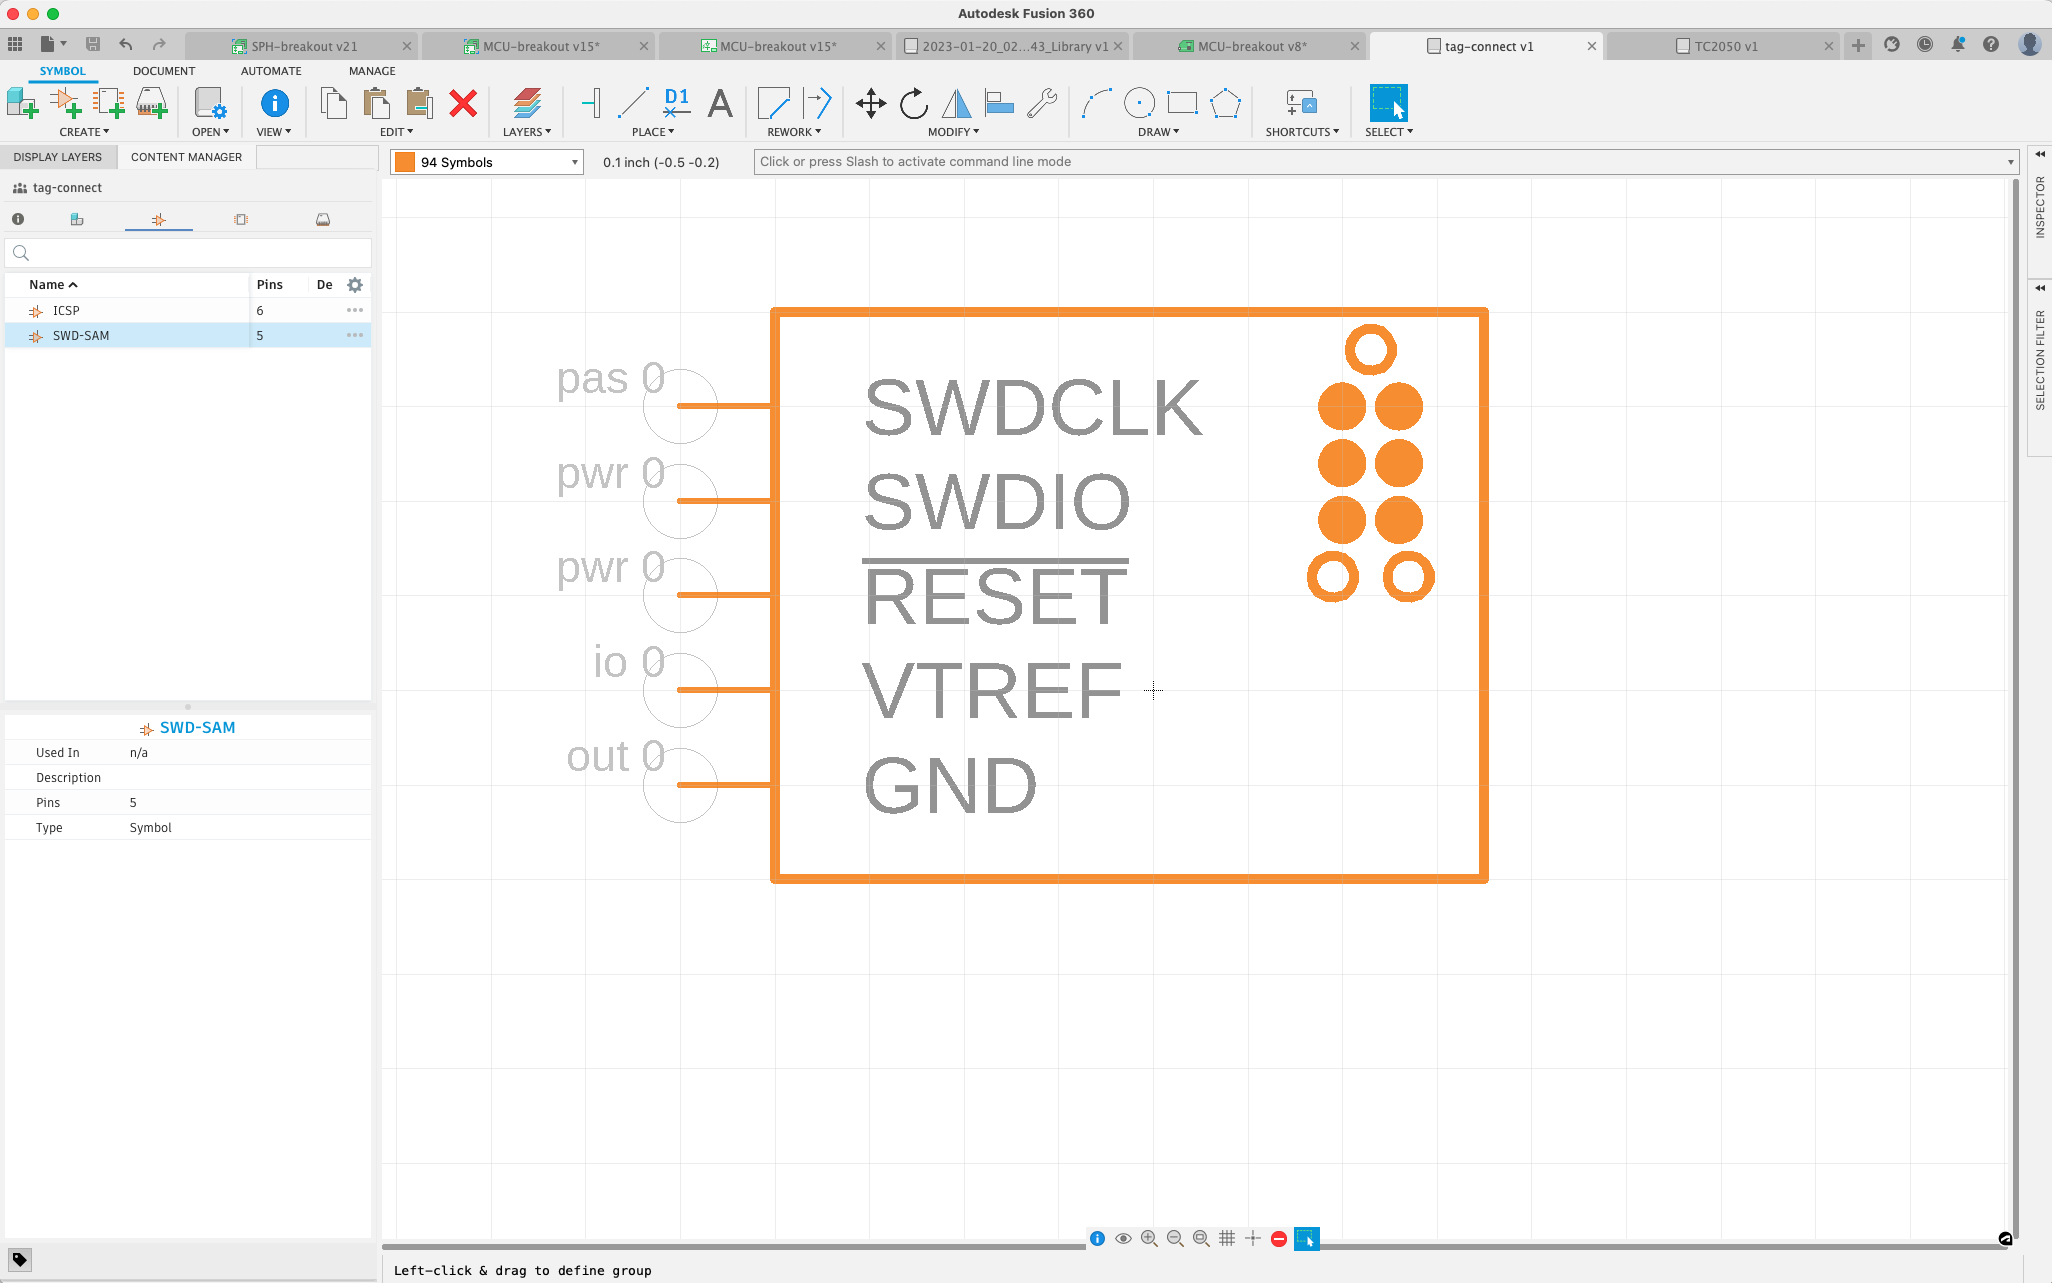 Autodesk Fusion 360
SPH-breakout v21
MCU-breakout v15*
MCU-breakout v15*
2023-01-20_02...43_Library v1
MCU-breakout v8*
tag-connect v1
TC2050 v1
SYMBOL DOCUMENT AUTOMATE MANAGE
D1 A
CREATE OPEN VIEW EDIT LAYERS PLACE REWORK MODIFY DRAW SHORTCUTS SELECT
DISPLAY LAYERS CONTENT MANAGER
94 Symbols
0.1 inch (-0.5 -0.2)
Click or press Slash to activate command line mode
tag-connect
Name Pins De
ICSP 6
SWD-SAM 5
SWD-SAM
Used In n/a
Description
Pins 5
Type Symbol
pas 0 SWDCLK
pwr 0 SWDIO
pwr 0 RESET
io 0 VTREF
out 0 GND
INSPECTOR
SELECTION FILTER
Left-click & drag to define group